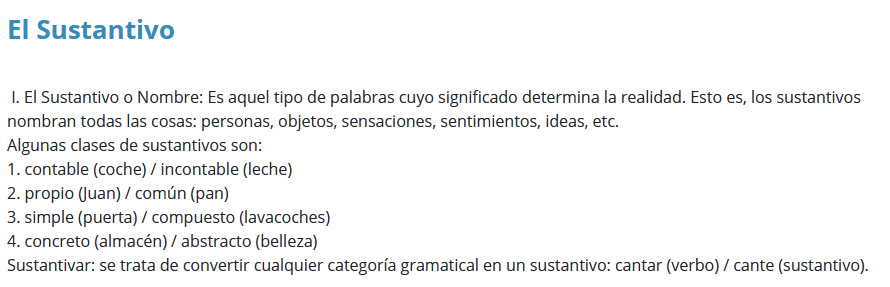 El Sustantivo
I. El Sustantivo o Nombre: Es aquel tipo de palabras cuyo significado determina la realidad. Esto es, los sustantivos
nombran todas las cosas: personas, objetos, sensaciones, sentimientos, ideas, etc.
Algunas clases de sustantivos son:
1. contable (coche) / incontable (leche)
2. propio (Juan) / común (pan)
3. simple (puerta) / compuesto (lavacoches)
4. concreto (almacén) / abstracto (belleza)
Sustantivar: se trata de convertir cualquier categoría gramatical en un sustantivo: cantar (verbo) / cante (sustantivo).